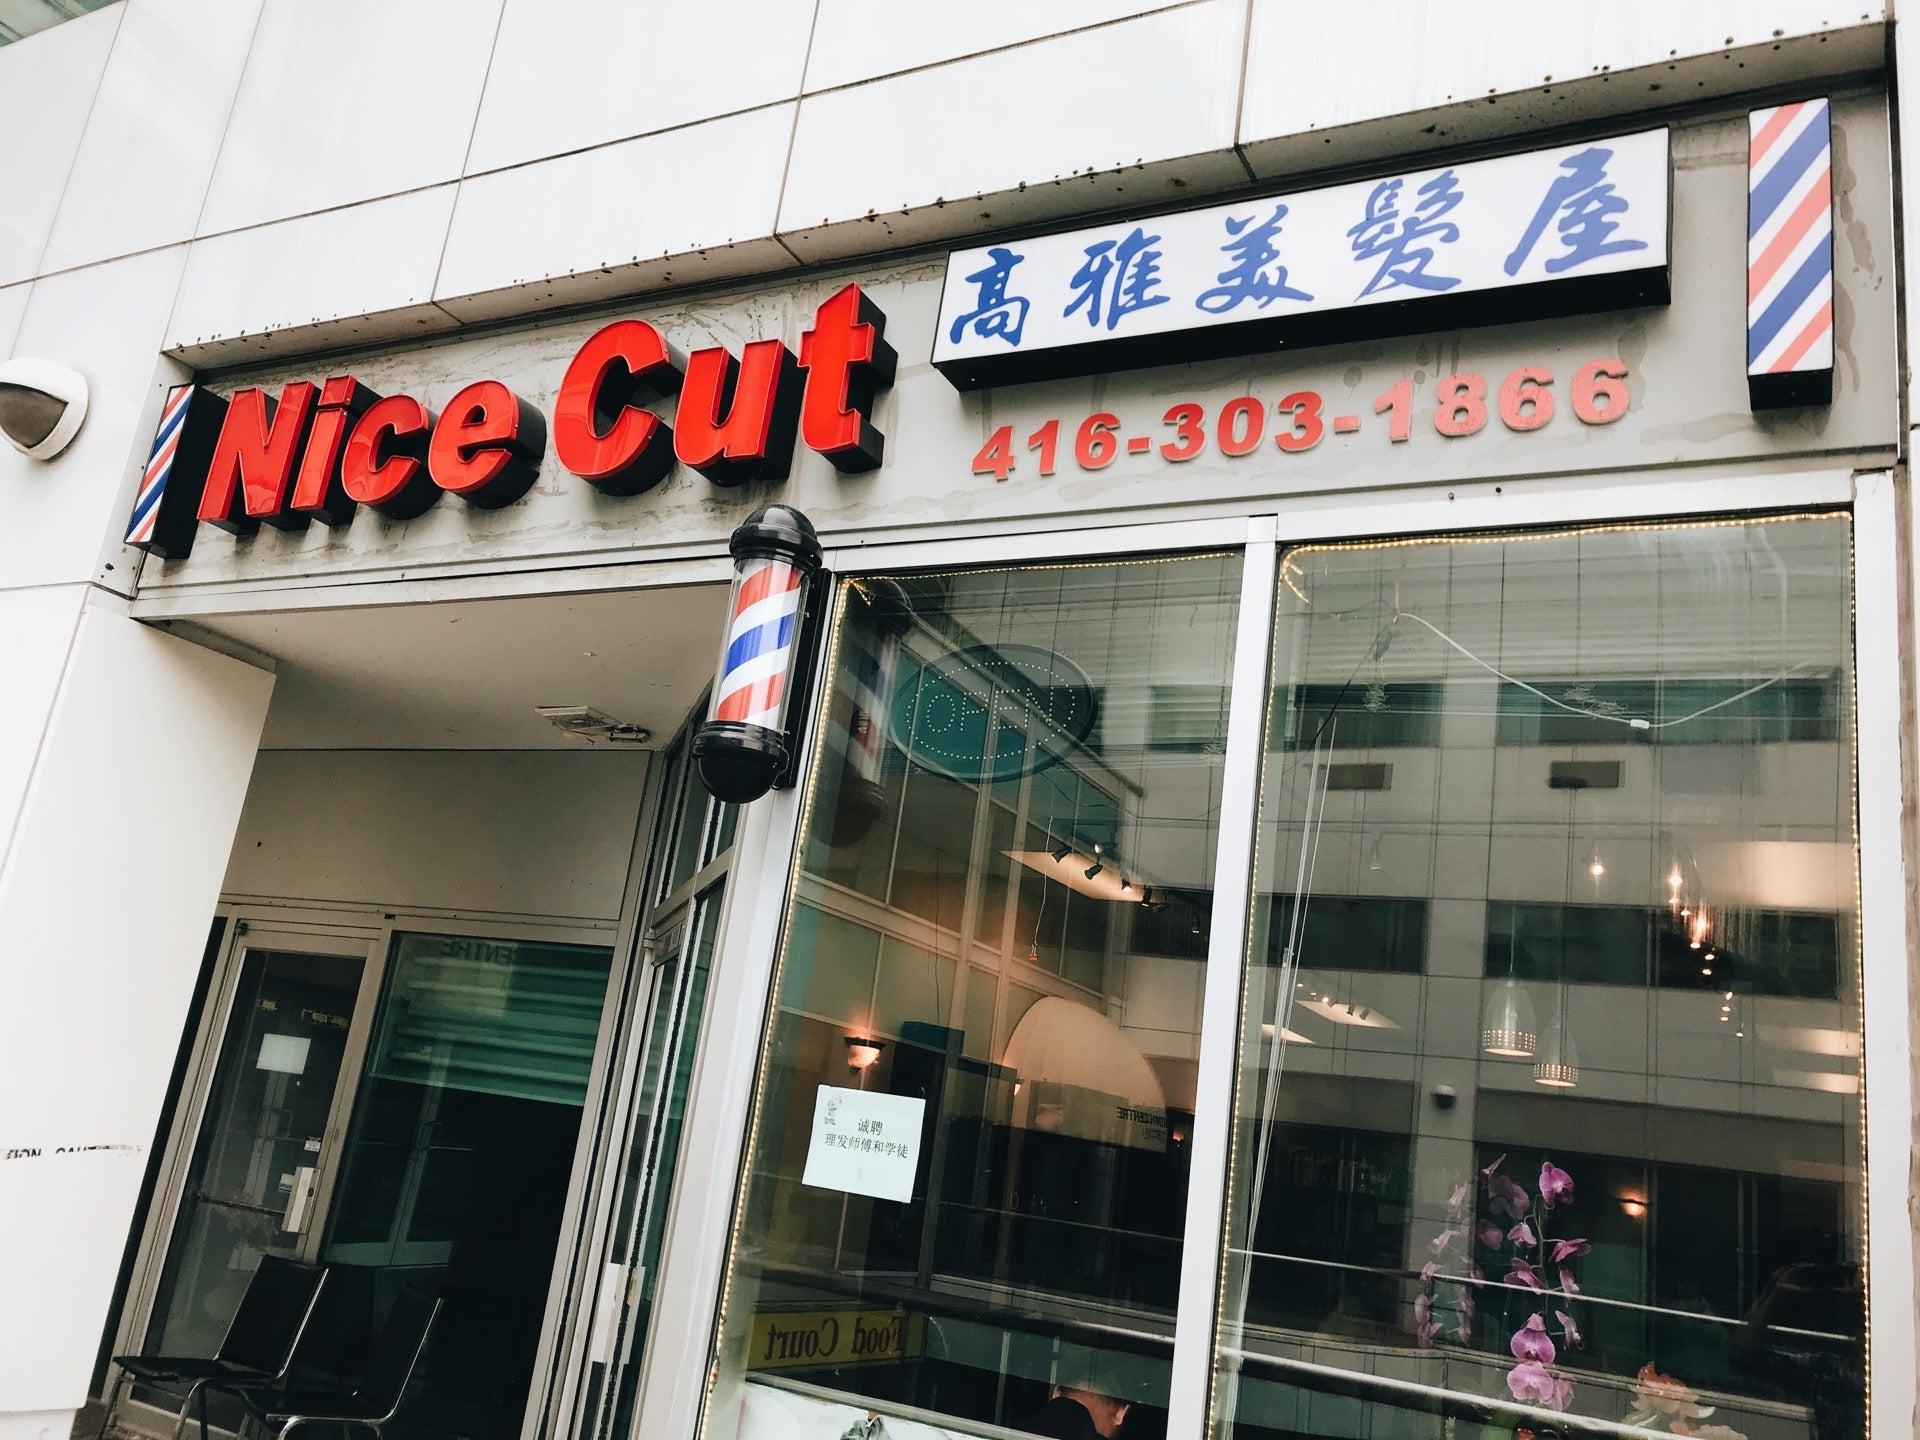 Nice Cut
高雅美髮屋
416-303-1866
诚聘
理发师傅和学徒
Food Court